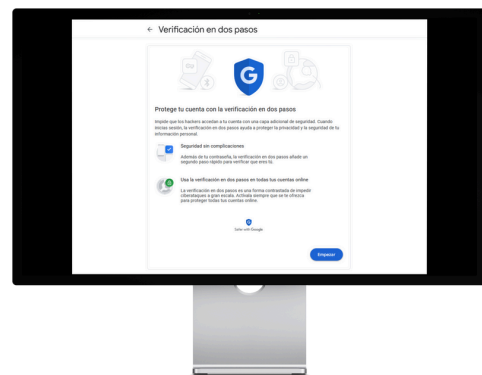 ← Verificación en dos pasos
G
Protege tu cuenta con la verificación en dos pasos
Impide que los hackers accedan a tu cuenta con una capa adicional de seguridad. Cuando
inicias sesión, la verificación en dos pasos ayuda a proteger la privacidad y la seguridad de tu
información personal.
Seguridad sin complicaciones
Además de tu contraseña, la verificación en dos pasos añade un
segundo paso rápido para verificar que eres tú.
Usa la verificación en dos pasos en todas tus cuentas online
La verificación en dos pasos es una forma contrastada de impedir
ciberataques a gran escala. Actívala siempre que se te ofrezca
para proteger todas tus cuentas online.
Safer with Google
Empezar